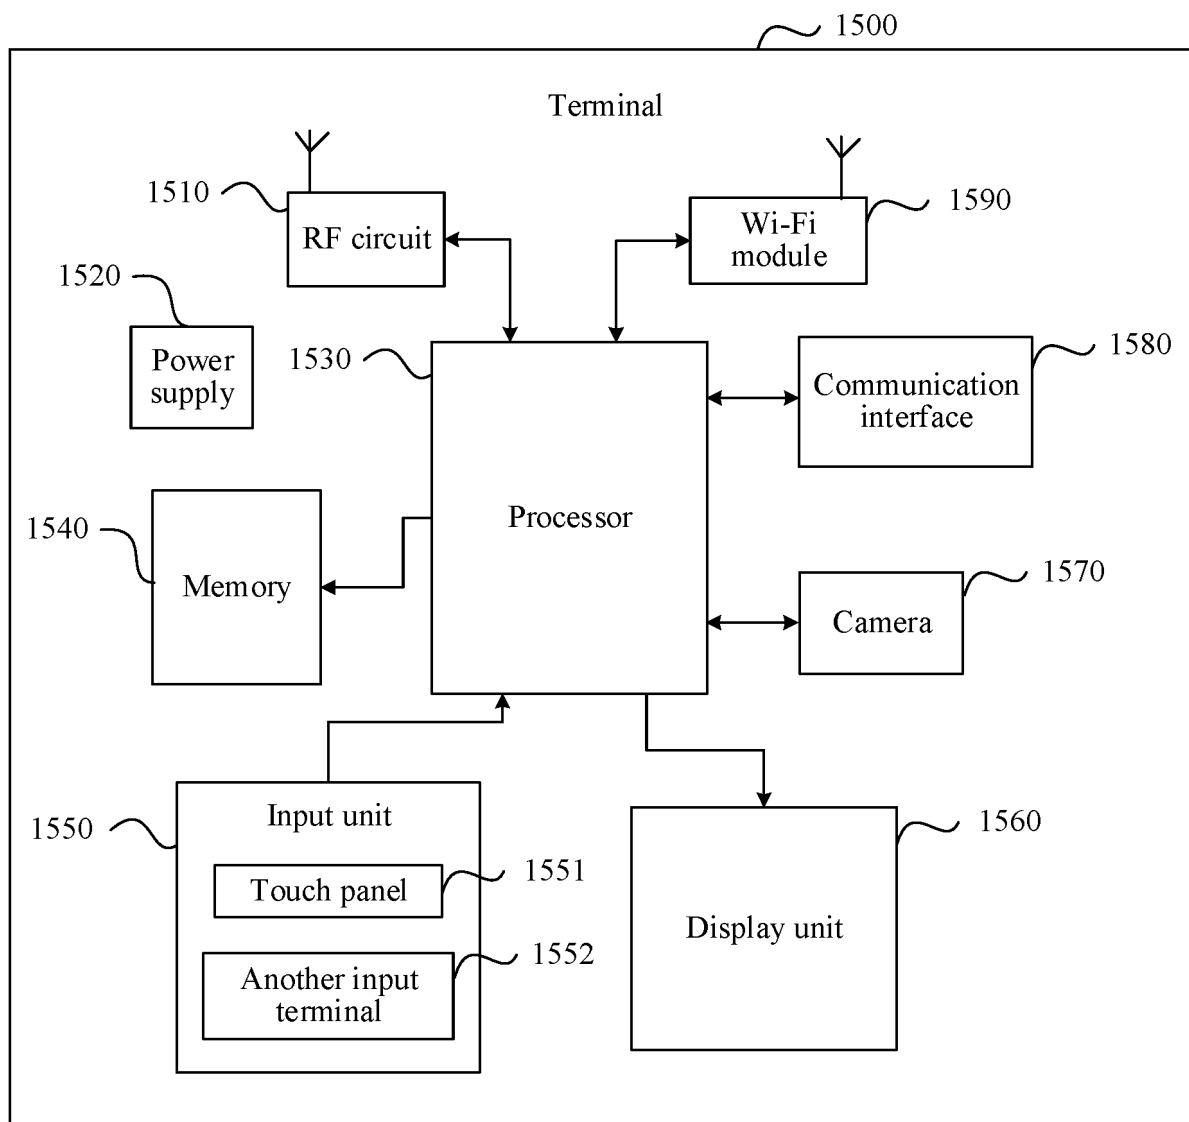 1500
Terminal
1510
RF circuit
Wi-Fi
module
1590
1520
Power
supply
1530
Processor
Communication
interface
1580
1540
Memory
Camera
1570
1550
Input unit
Touch panel
1551
Another input
terminal
1552
Display unit
1560